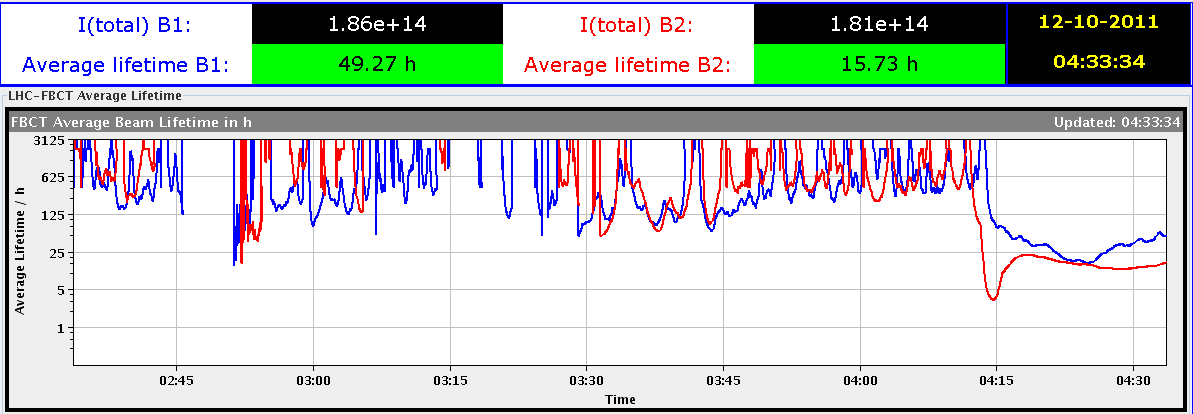 I(total) B1: 1.86e+14 I(total) B2: 1.81e+14 12-10-2011
Average lifetime B1: 49.27 h Average lifetime B2: 15.73 h 04:33:34
LHC-FBCT Average Lifetime
FBCT Average Beam Lifetime in h Updated: 04:33:34
3125
625
125
25
5
1
Average Lifetime / h
02:45 03:00 03:15 03:30 03:45 04:00 04:15 04:30
Time